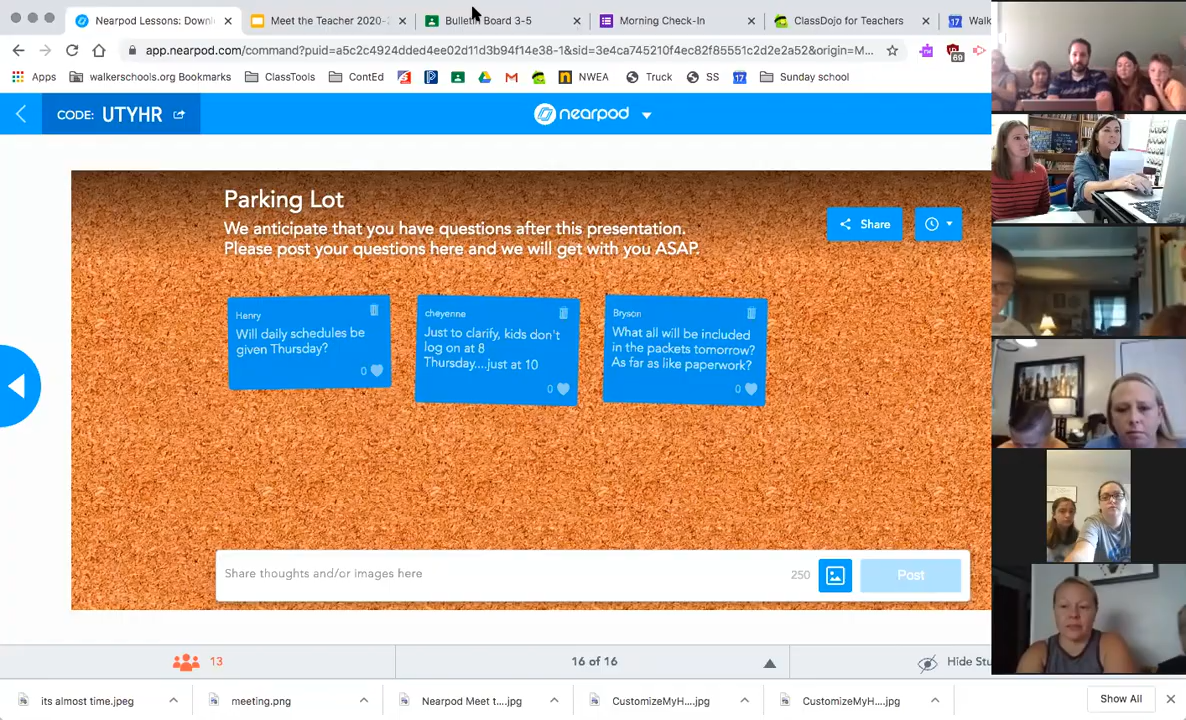 Nearpod Lessons: Downl
Meet the Teacher 2020-
Bulletin Board 3-5
Morning Check-In
ClassDojo for Teachers
17
Walk
app.nearpod.com/command?puid=a5c2c4924dded4ee02d11d3b94f14e38-1&sid=3e4ca745210f4ec82f85551c2d2e2a52&origin=M...
69
Apps
walkerschools.org Bookmarks
ClassTools
ContEd
NWEA
Truck
SS
17
Sunday school
CODE: UTYHR
nearpod
Parking Lot
We anticipate that you have questions after this presentation.
Please post your questions here and we will get with you ASAP.
Share
Henry
Will daily schedules be
given Thursday?
0
cheyenne
Just to clarify, kids don't
log on at 8
Thursday....just at 10
0
Bryson
What all will be included
in the packets tomorrow?
As far as like paperwork?
0
Share thoughts and/or images here
250
Post
13
16 of 16
Hide Stu
its almost time.jpeg
meeting.png
Nearpod Meet t....jpg
CustomizeMyH....jpg
CustomizeMyH....jpg
Show All